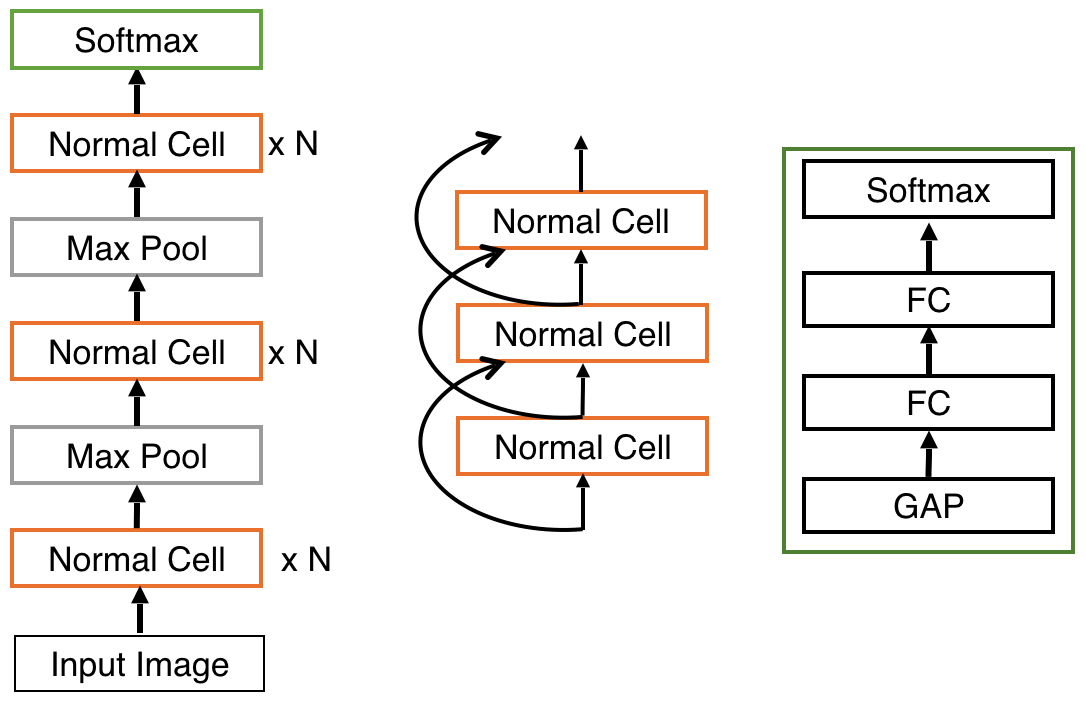 Softmax
Normal Cell x N
Max Pool
Normal Cell x N
Max Pool
Normal Cell x N
Input Image
Normal Cell
Normal Cell
Normal Cell
Softmax
FC
FC
GAP